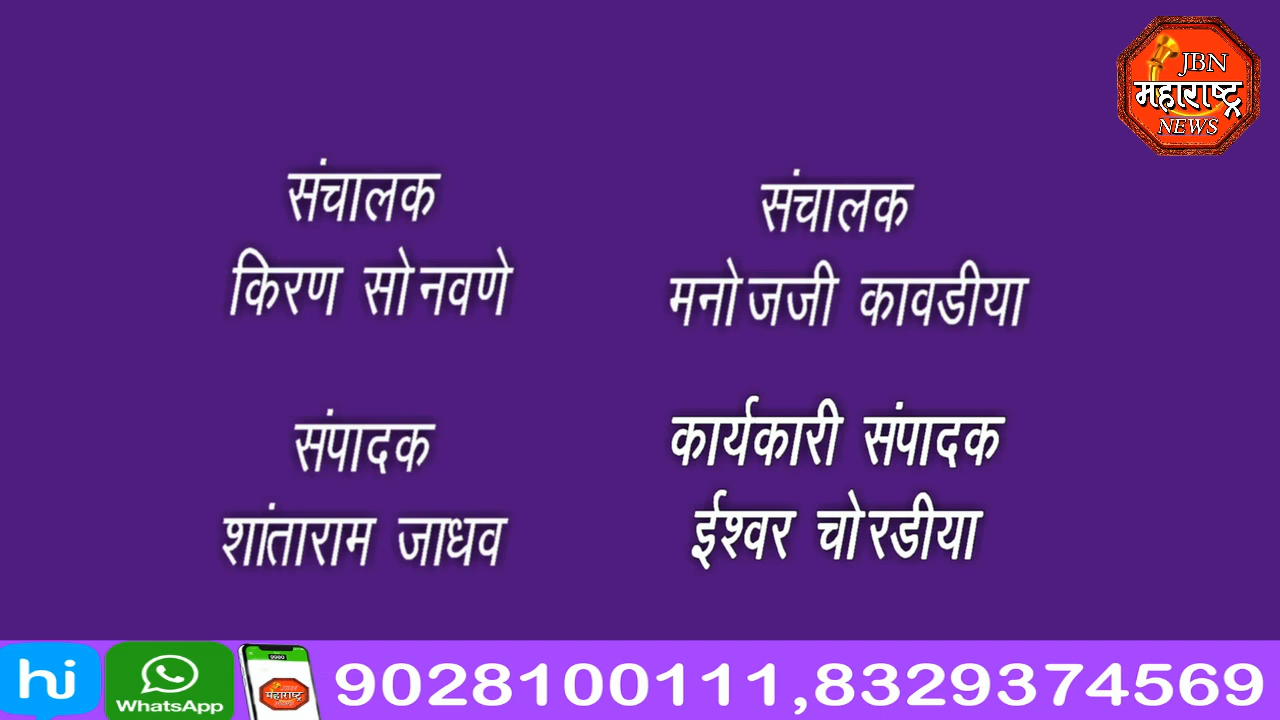 JBN
महाराष्ट्र
NEWS
संचालक
किरण सोनवणे
संचालक
मनोजजी कावडीया
संपादक
शांताराम जाधव
कार्यकारी संपादक
ईश्वर चोरडीया
hi
WhatsApp
महाराष्ट्र
9028100111,8329374569